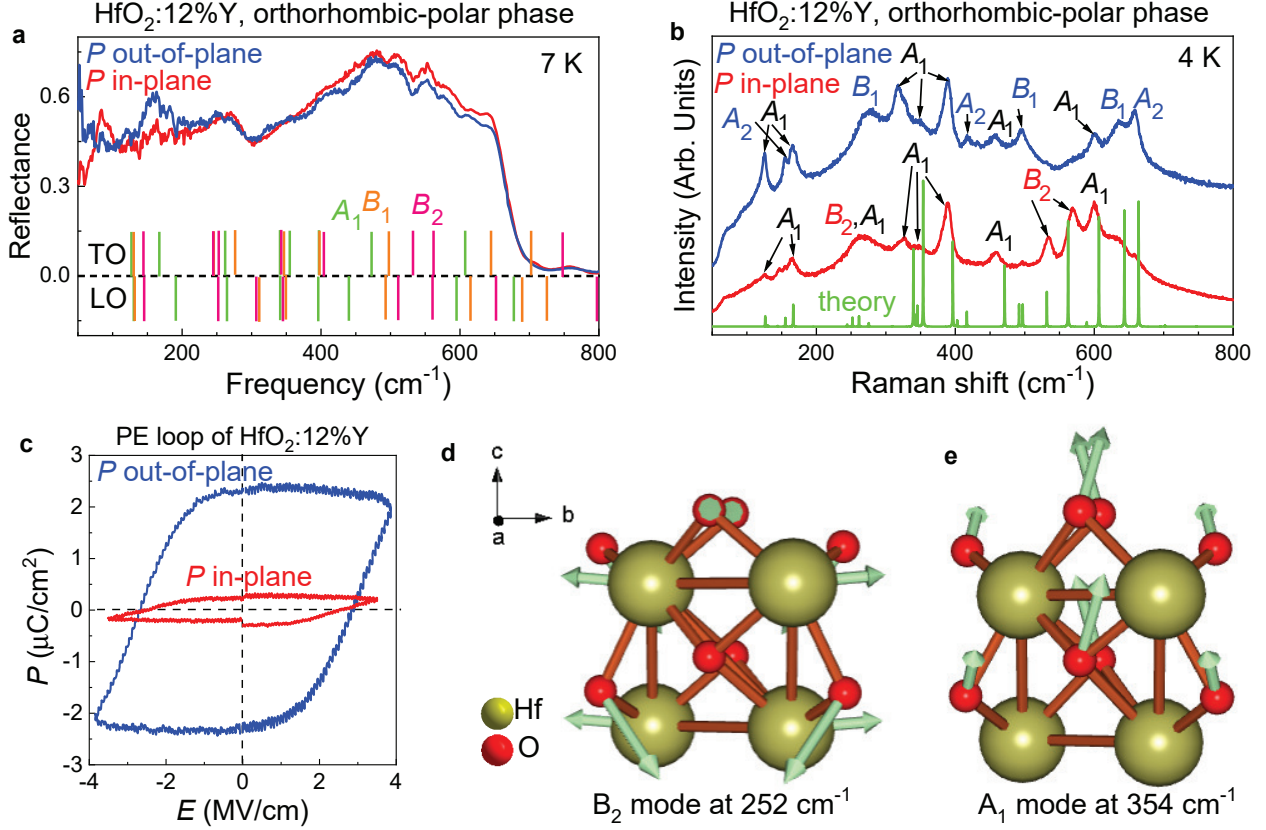 HfO₂:12%Y, orthorhombic-polar phase
a
P out-of-plane
P in-plane
7 K
Reflectance
0.6
0.3
0.0
A₁
B₁
B₂
TO
LO
200
400
600
800
Frequency (cm⁻¹)
HfO₂:12%Y, orthorhombic-polar phase
b
P out-of-plane
P in-plane
4 K
Intensity (Arb. Units)
A₂
A₁
B₁
A₁
A₂
A₁
B₁
A₁
B₁
A₂
A₁
B₂,A₁
A₁
A₁
B₂
A₁
theory
200
400
600
800
Raman shift (cm⁻¹)
c
PE loop of HfO₂:12%Y
P out-of-plane
P in-plane
P (μC/cm²)
3
2
1
0
-1
-2
-3
-4
-2
0
2
4
E (MV/cm)
d
c
b
a
Hf
O
B₂ mode at 252 cm⁻¹
e
A₁ mode at 354 cm⁻¹